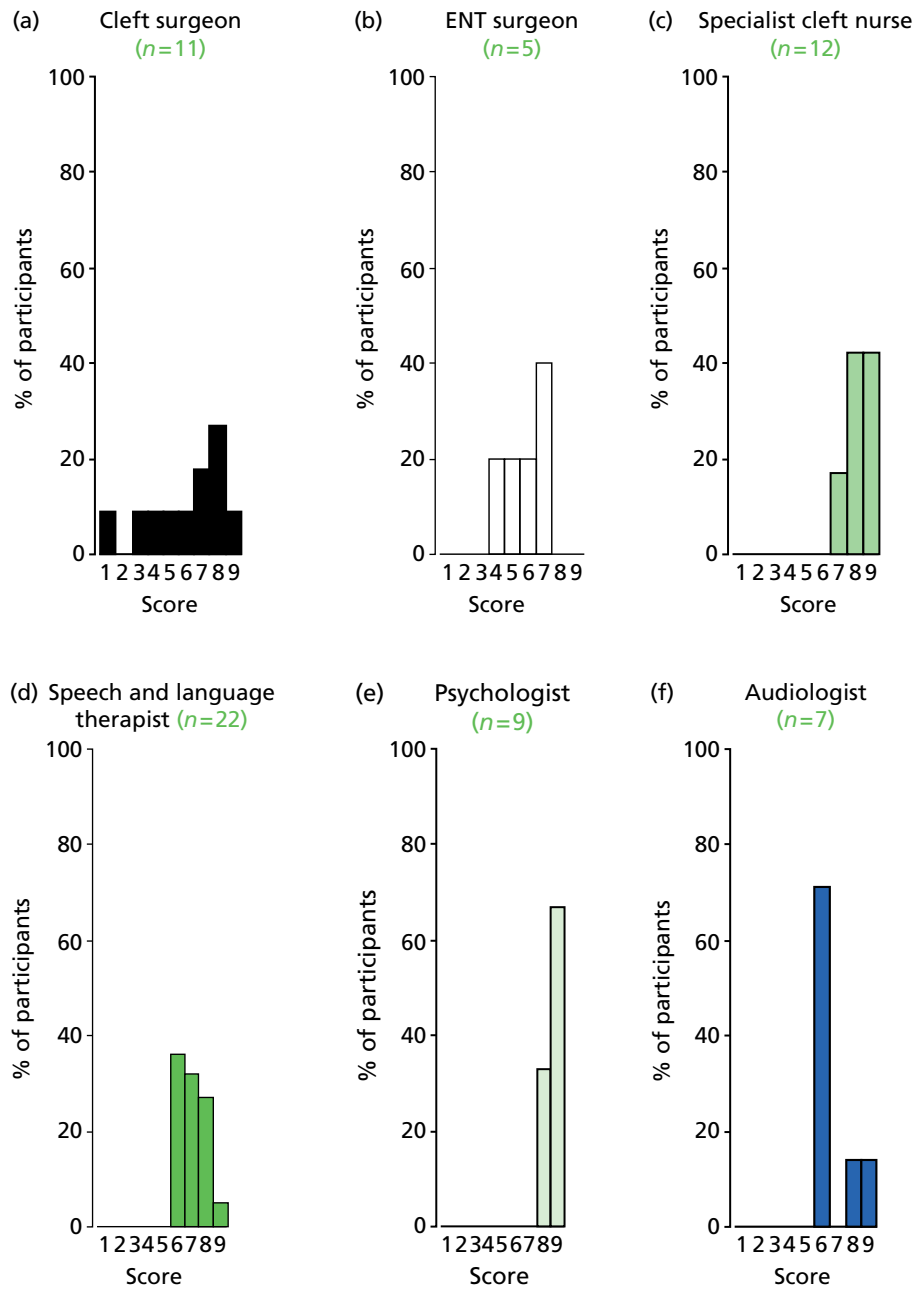 (a) Cleft surgeon
(n=11)
100
80
60
40
20
0
% of participants
1 2 3 4 5 6 7 8 9
Score
(b) ENT surgeon
(n=5)
100
80
60
40
20
0
% of participants
1 2 3 4 5 6 7 8 9
Score
(c) Specialist cleft nurse
(n=12)
100
80
60
40
20
0
% of participants
1 2 3 4 5 6 7 8 9
Score
(d) Speech and language
therapist (n=22)
100
80
60
40
20
0
% of participants
1 2 3 4 5 6 7 8 9
Score
(e) Psychologist
(n=9)
100
80
60
40
20
0
% of participants
1 2 3 4 5 6 7 8 9
Score
(f) Audiologist
(n=7)
100
80
60
40
20
0
% of participants
1 2 3 4 5 6 7 8 9
Score